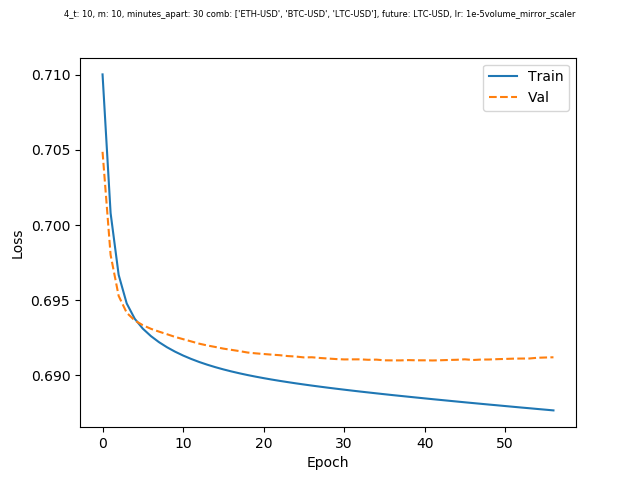 4_t: 10, m: 10, minutes_apart: 30 comb: ['ETH-USD', 'BTC-USD', 'LTC-USD'], future: LTC-USD, lr: 1e-5volume_mirror_scaler
Train
Val
0.710
0.705
0.700
0.695
0.690
Loss
0 10 20 30 40 50
Epoch